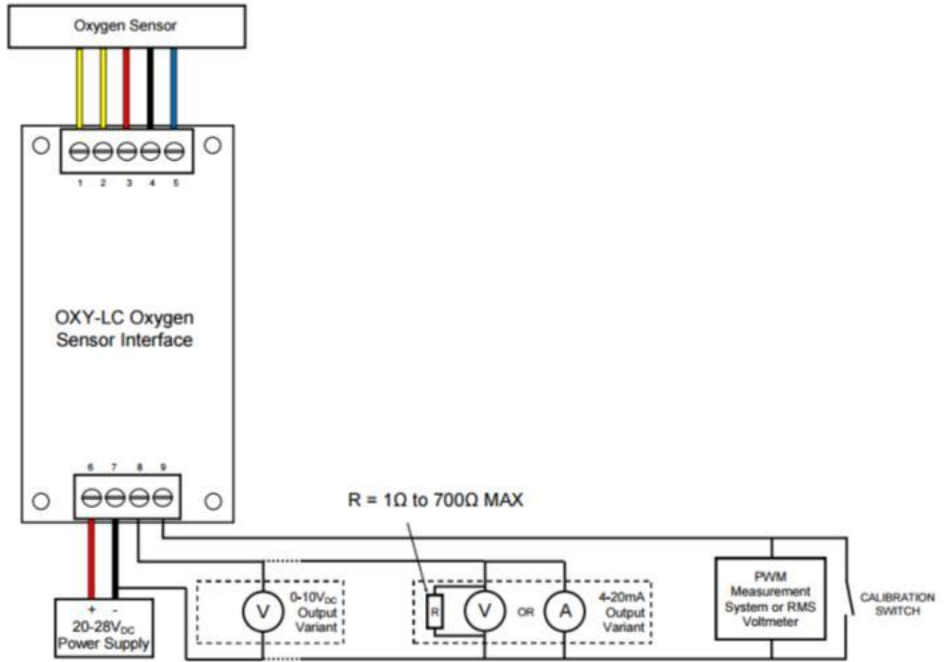 Oxygen Sensor
1 2 3 4 5
OXY-LC Oxygen
Sensor Interface
6 7 8 9
R = 1Ω to 700Ω MAX
+ -
20-28V_DC
Power Supply
V
0-10V_DC
Output
Variant
R
V
OR
A
4-20mA
Output
Variant
PWM
Measurement
System or RMS
Voltmeter
CALIBRATION
SWITCH